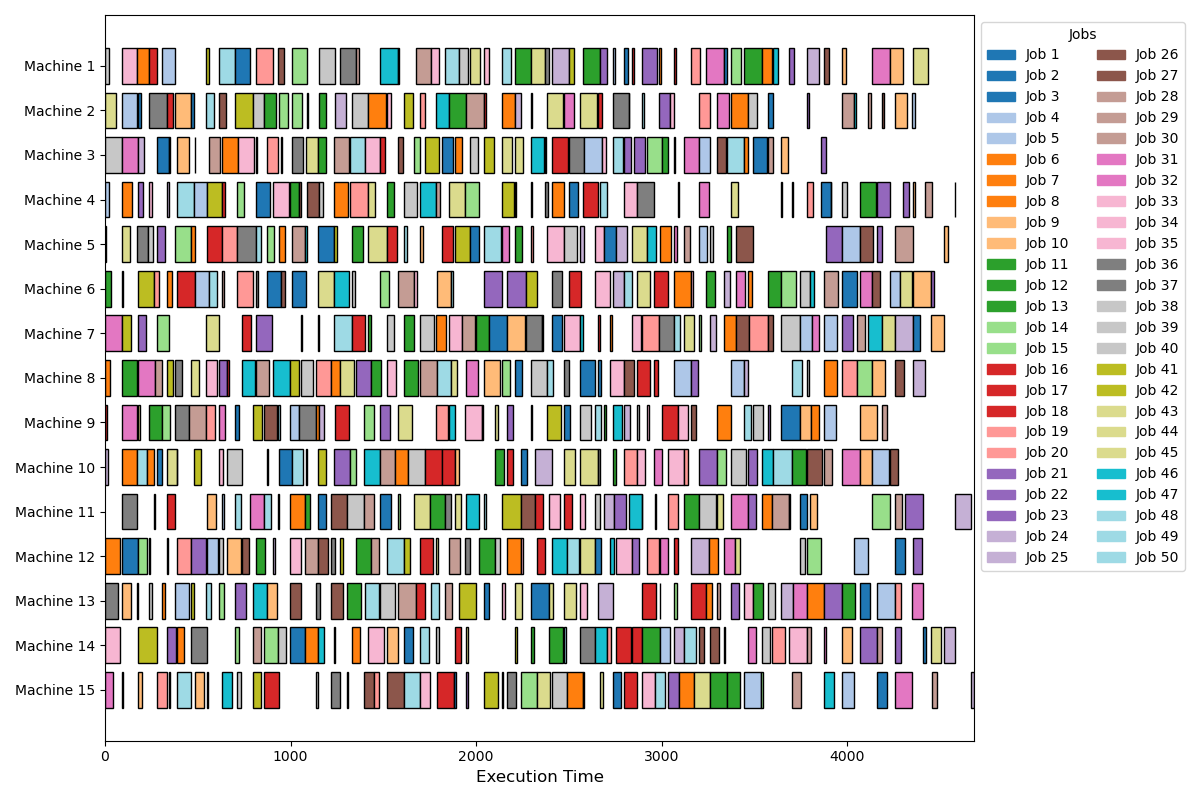 Machine 1
Machine 2
Machine 3
Machine 4
Machine 5
Machine 6
Machine 7
Machine 8
Machine 9
Machine 10
Machine 11
Machine 12
Machine 13
Machine 14
Machine 15
0 1000 2000 3000 4000
Execution Time
Jobs
Job 1 Job 26
Job 2 Job 27
Job 3 Job 28
Job 4 Job 29
Job 5 Job 30
Job 6 Job 31
Job 7 Job 32
Job 8 Job 33
Job 9 Job 34
Job 10 Job 35
Job 11 Job 36
Job 12 Job 37
Job 13 Job 38
Job 14 Job 39
Job 15 Job 40
Job 16 Job 41
Job 17 Job 42
Job 18 Job 43
Job 19 Job 44
Job 20 Job 45
Job 21 Job 46
Job 22 Job 47
Job 23 Job 48
Job 24 Job 49
Job 25 Job 50